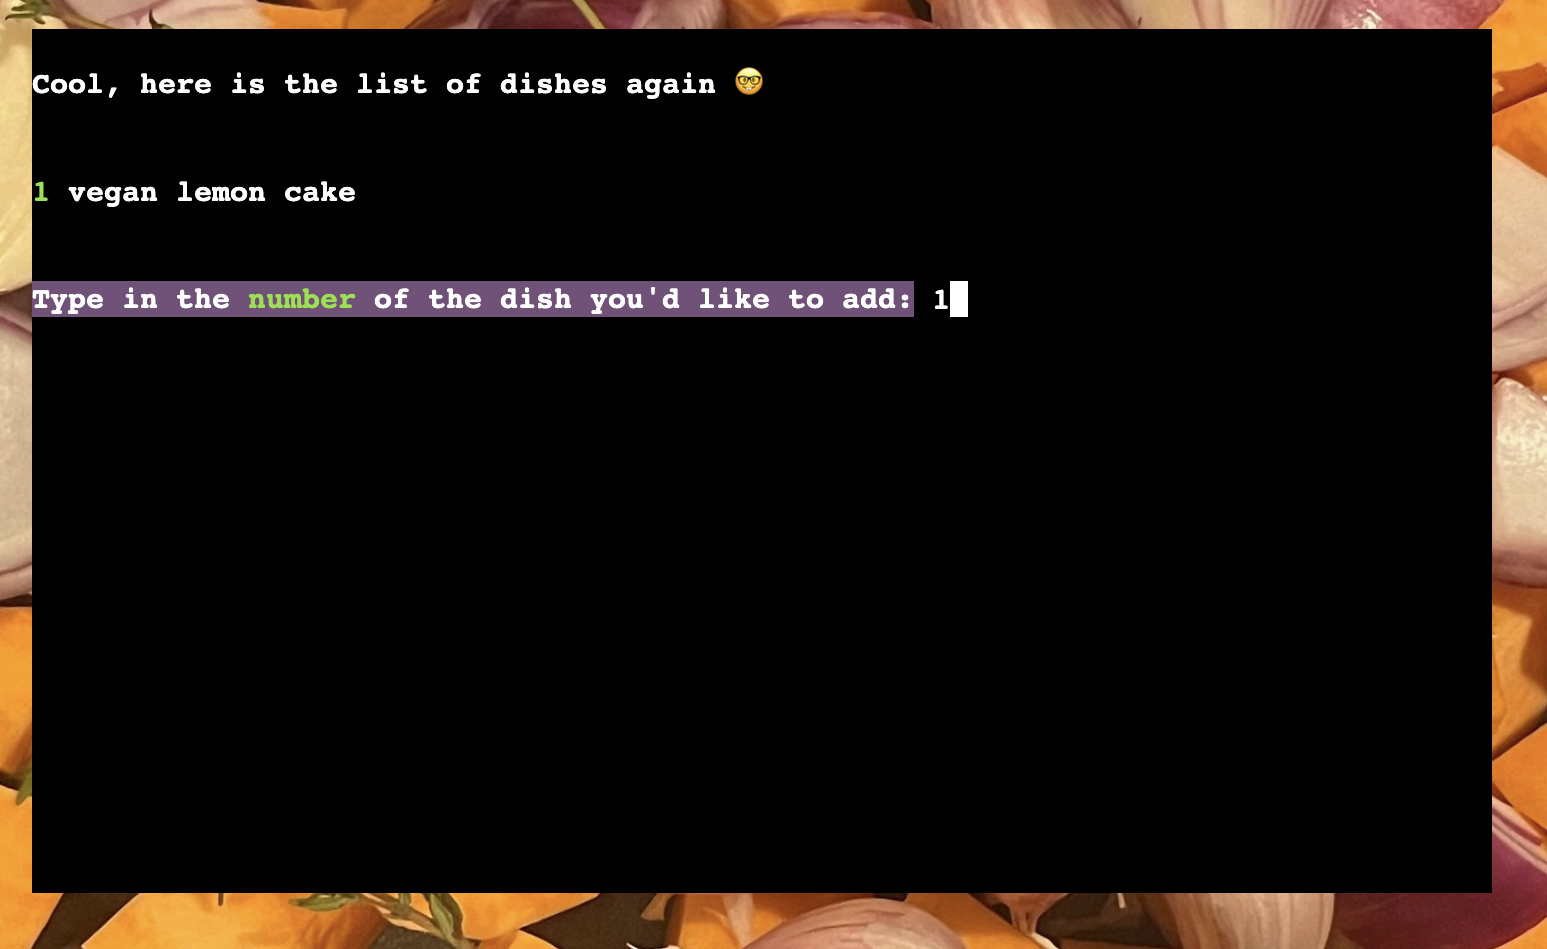 Cool, here is the list of dishes again 🤓
1 vegan lemon cake
Type in the number of the dish you'd like to add: 1